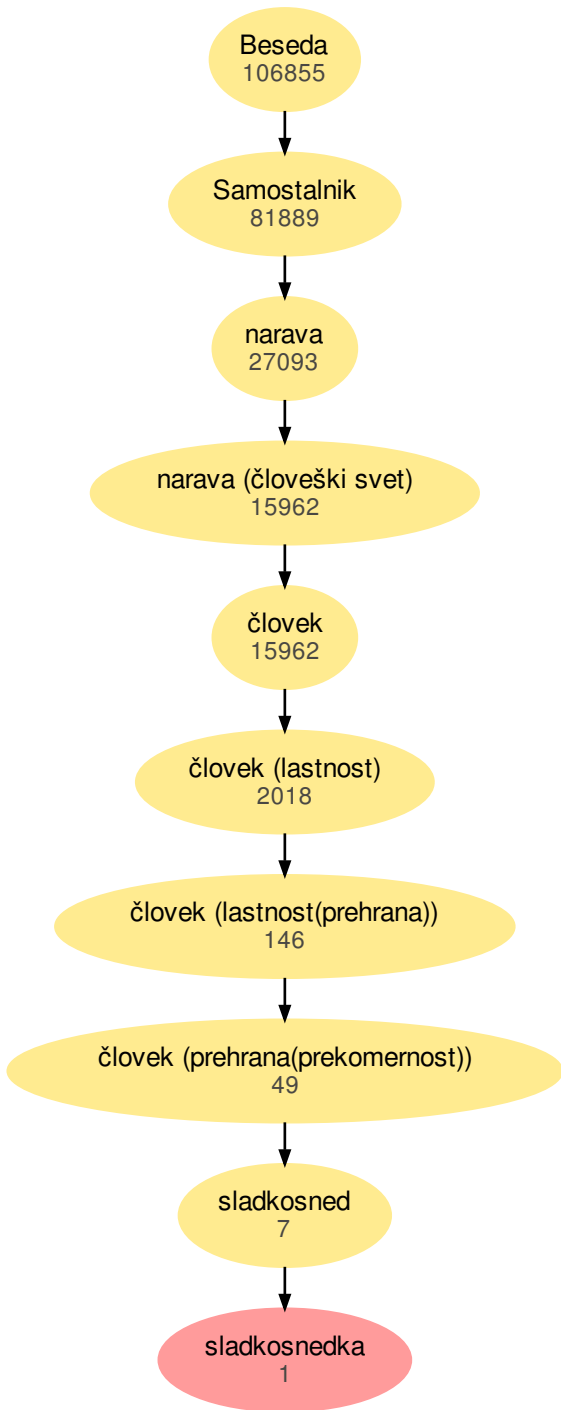 Beseda
106855
Samostalnik
81889
narava
27093
narava (človeški svet)
15962
človek
15962
človek (lastnost)
2018
človek (lastnost(prehrana))
146
človek (prehrana(prekomernost))
49
sladkosned
7
sladkosnedka
1